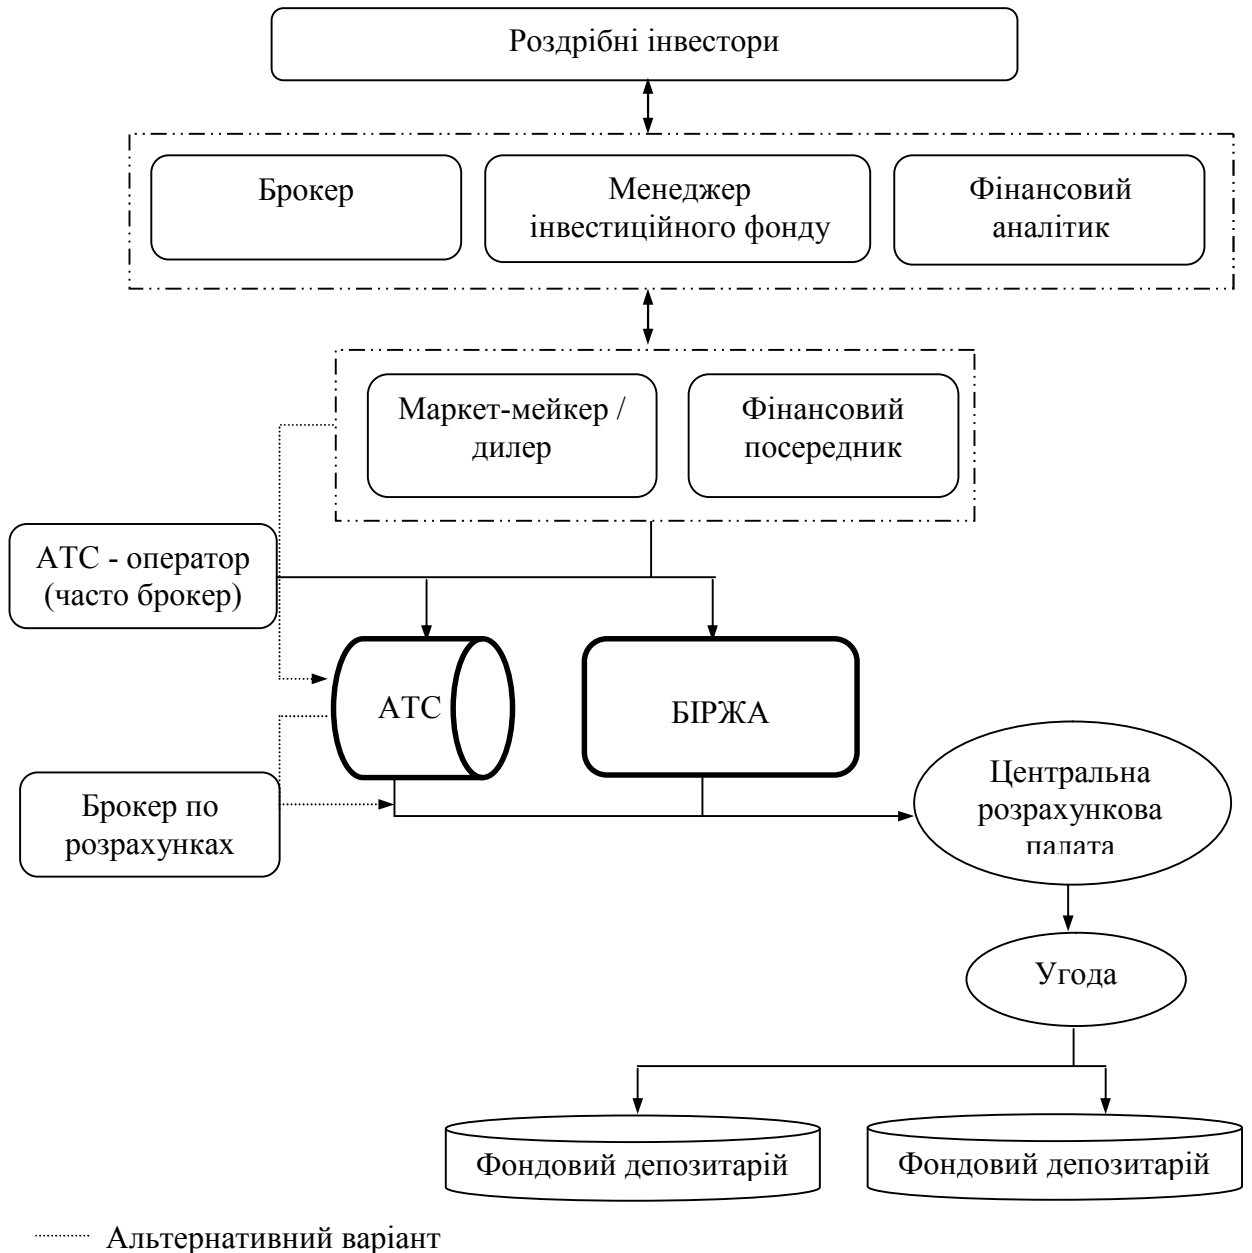 Роздрібні інвестори
Брокер
Менеджер
інвестиційного фонду
Фінансовий
аналітик
Маркет-мейкер /
дилер
Фінансовий
посередник
АТС - оператор
(часто брокер)
АТС
БІРЖА
Брокер по
розрахунках
Центральна
розрахункова
палата
Угода
Фондовий депозитарій
Фондовий депозитарій
Альтернативний варіант